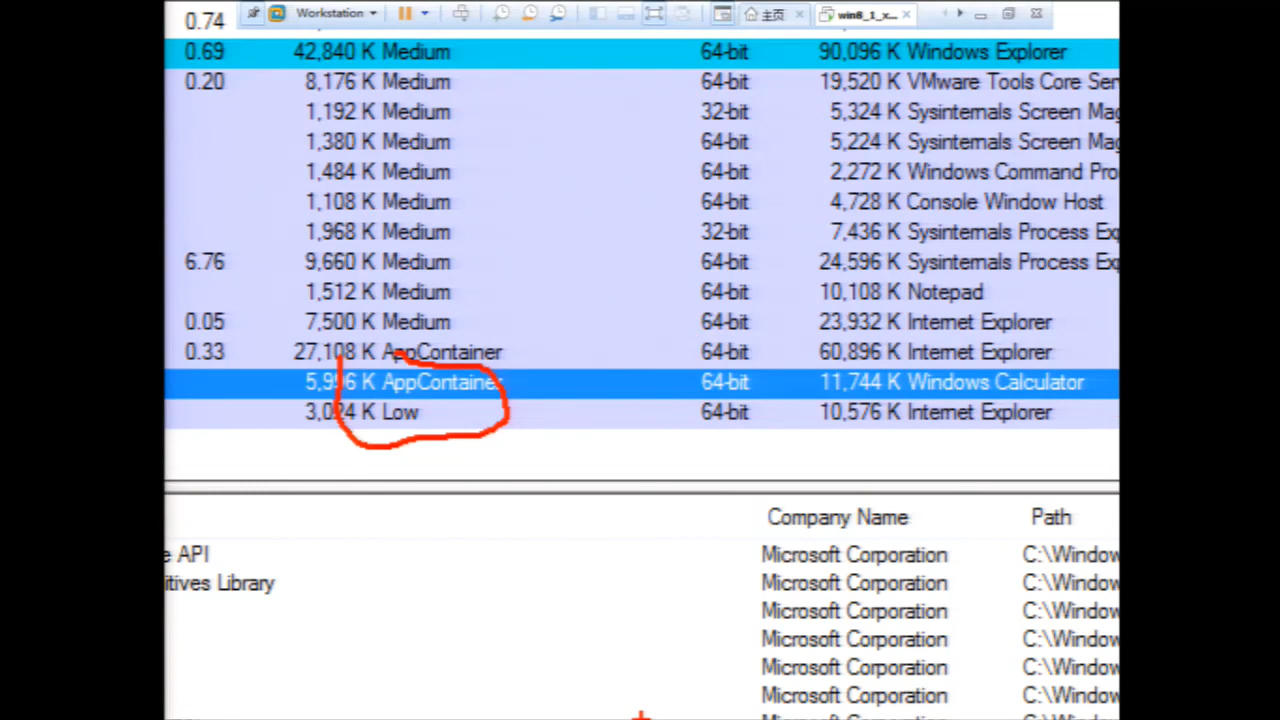 Workstation 主页 win8_1_x...
0.74
0.69 42,840 K Medium 64-bit 90,096 K Windows Explorer
0.20 8,176 K Medium 64-bit 19,520 K VMware Tools Core Ser
1,192 K Medium 32-bit 5,324 K Sysinternals Screen Mag
1,380 K Medium 64-bit 5,224 K Sysinternals Screen Mag
1,484 K Medium 64-bit 2,272 K Windows Command Pro
1,108 K Medium 64-bit 4,728 K Console Window Host
1,968 K Medium 32-bit 7,436 K Sysinternals Process Exp
6.76 9,660 K Medium 64-bit 24,596 K Sysinternals Process Exp
1,512 K Medium 64-bit 10,108 K Notepad
0.05 7,500 K Medium 64-bit 23,932 K Internet Explorer
0.33 27,108 K AppContainer 64-bit 60,896 K Internet Explorer
5,996 K AppContainer 64-bit 11,744 K Windows Calculator
3,024 K Low 64-bit 10,576 K Internet Explorer
Company Name Path
e API Microsoft Corporation C:\Window
itives Library Microsoft Corporation C:\Window
Microsoft Corporation C:\Window
Microsoft Corporation C:\Window
Microsoft Corporation C:\Window
Microsoft Corporation C:\Window